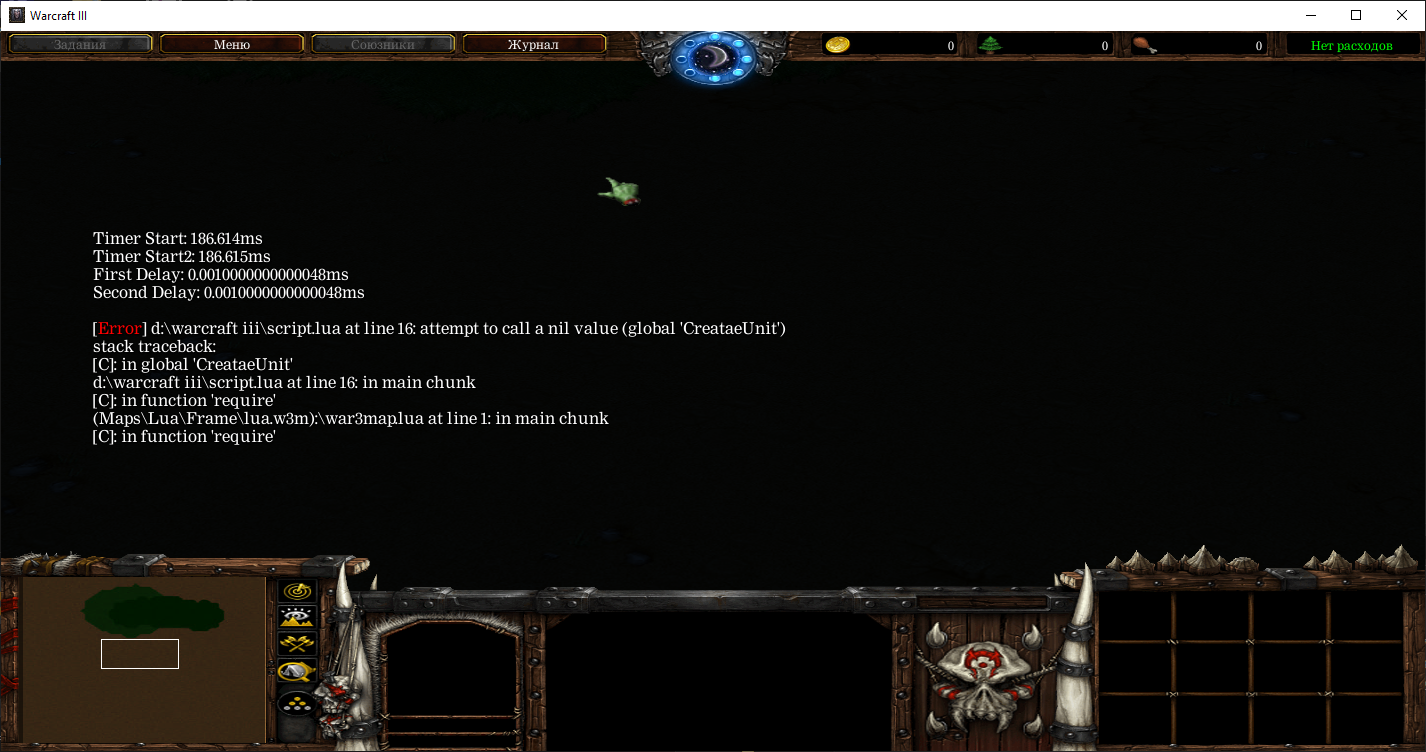 Warcraft III
Задания Меню Союзники Журнал 0 0 0 Нет расходов
Timer Start: 186.614ms
Timer Start2: 186.615ms
First Delay: 0.0010000000000048ms
Second Delay: 0.0010000000000048ms
[Error] d:\warcraft iii\script.lua at line 16: attempt to call a nil value (global 'CreataeUnit')
stack traceback:
[C]: in global 'CreataeUnit'
d:\warcraft iii\script.lua at line 16: in main chunk
[C]: in function 'require'
(Maps\Lua\Frame\lua.w3m):\war3map.lua at line 1: in main chunk
[C]: in function 'require'